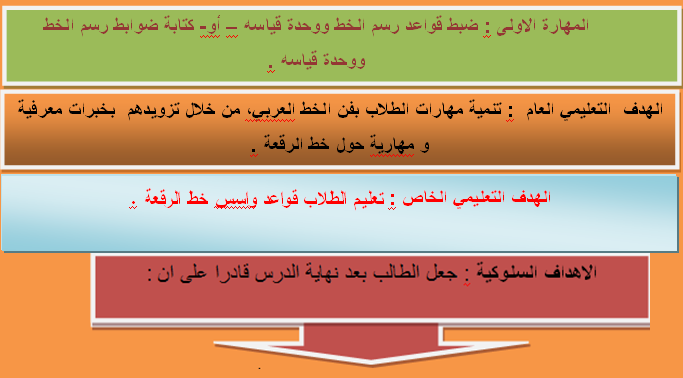 المهارة الاولى : ضبط قواعد رسم الخط ووحدة قياسه – أو- كتابة ضوابط رسم الخط
ووحدة قياسه .
الهدف التعليمي العام : تنمية مهارات الطلاب بفن الخط العربي، من خلال تزويدهم بخبرات معرفية
و مهارية حول خط الرقعة .
الهدف التعليمي الخاص : تعليم الطلاب قواعد واسس خط الرقعة .
الاهداف السلوكية : جعل الطالب بعد نهاية الدرس قادرا على ان :
.